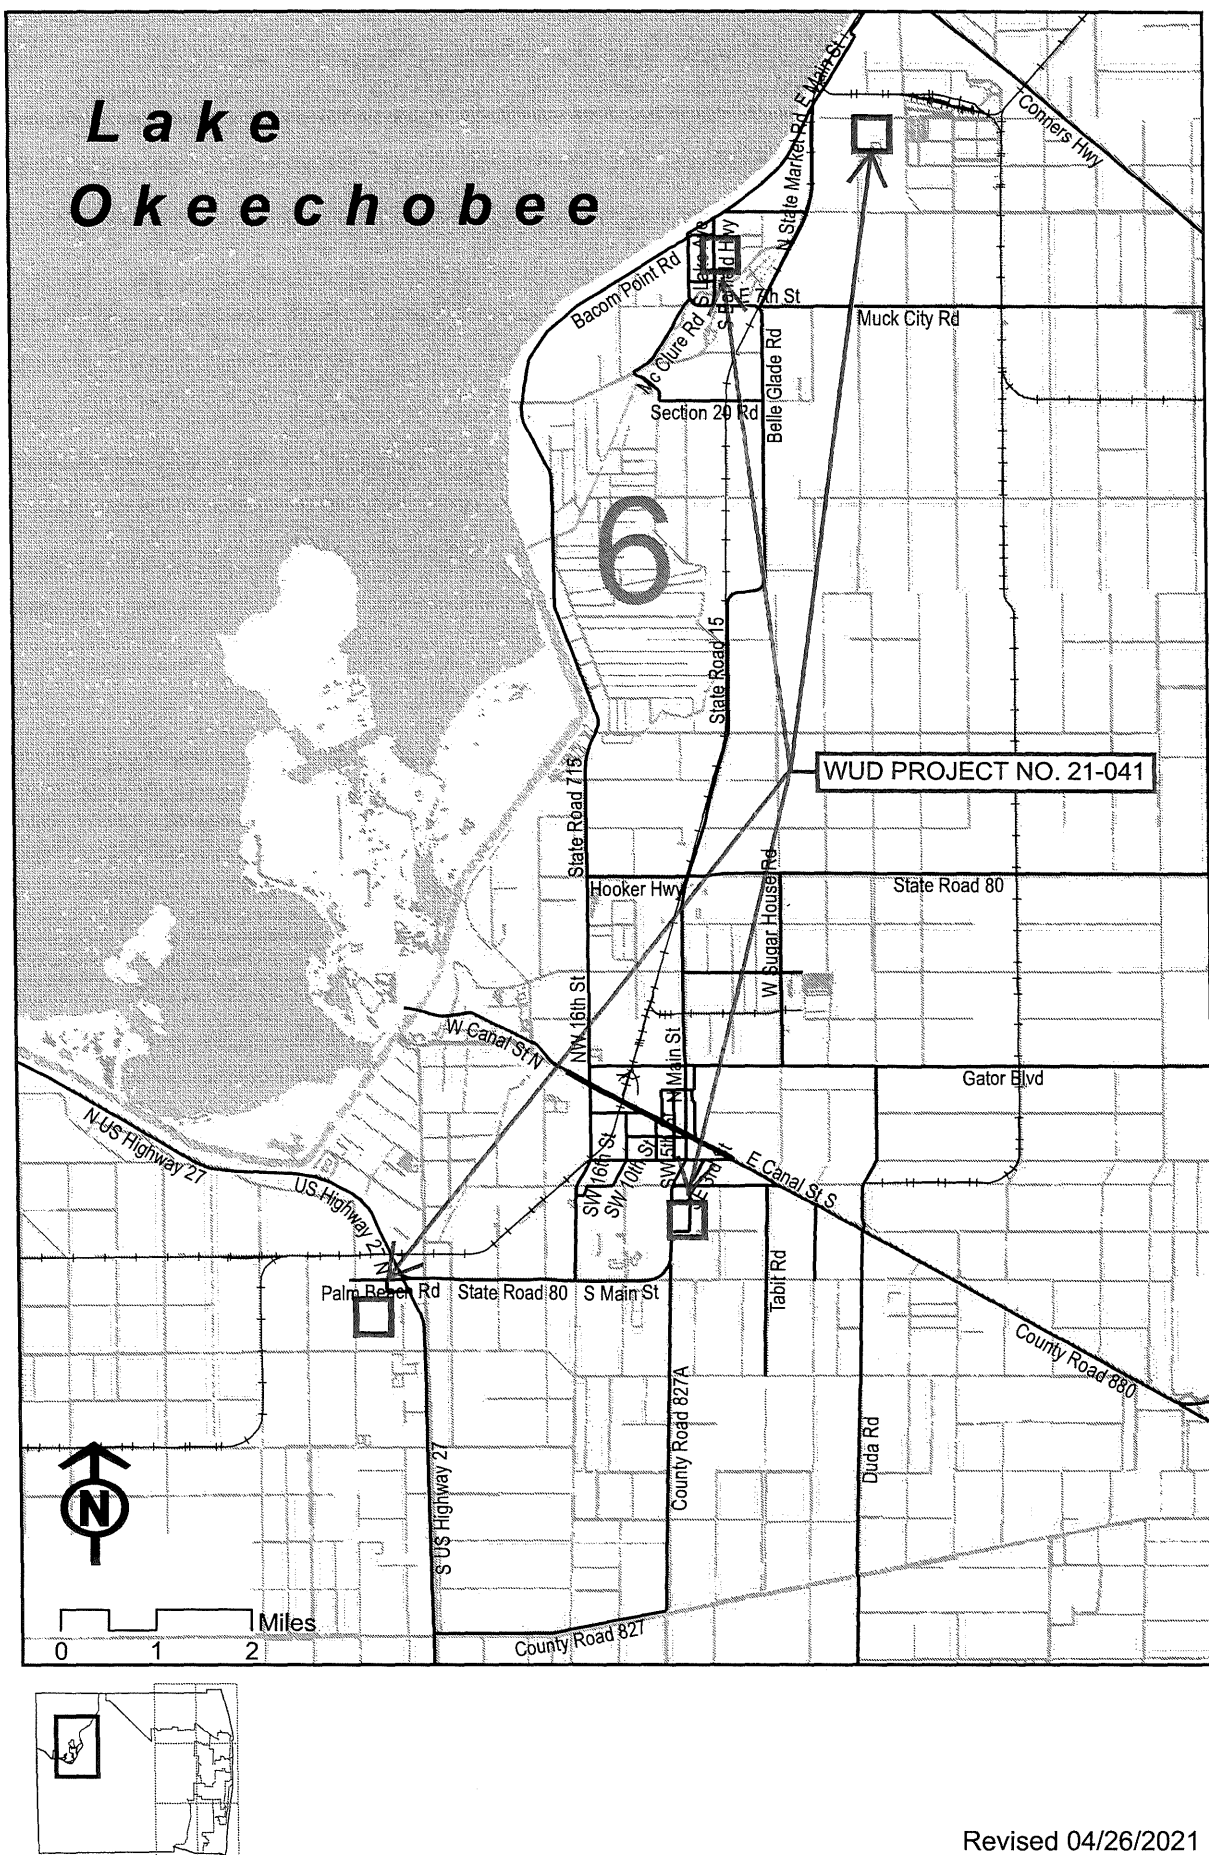 Lake
Okeechobee
E Main St
N State Market Rd
Conners Hwy
Bacom Point Rd
E 7th St
Muck City Rd
Mc Clure Rd
Belle Glade Rd
Section 20 Rd
6
State Road 15
State Road 715
WUD PROJECT NO. 21-041
Hooker Hwy
State Road 80
W Sugar House Rd
NW 16th St
W Canal St N
N Main St
Gator Blvd
N US Highway 27
US Highway 27 N
SW 16th St
SW 10th St
SW 5th St
E Canal St S
Tabit Rd
Palm Beach Rd
State Road 80
S Main St
County Road 880
County Road 827A
Duda Rd
S US Highway 27
N
Miles
0 1 2
County Road 827
Revised 04/26/2021